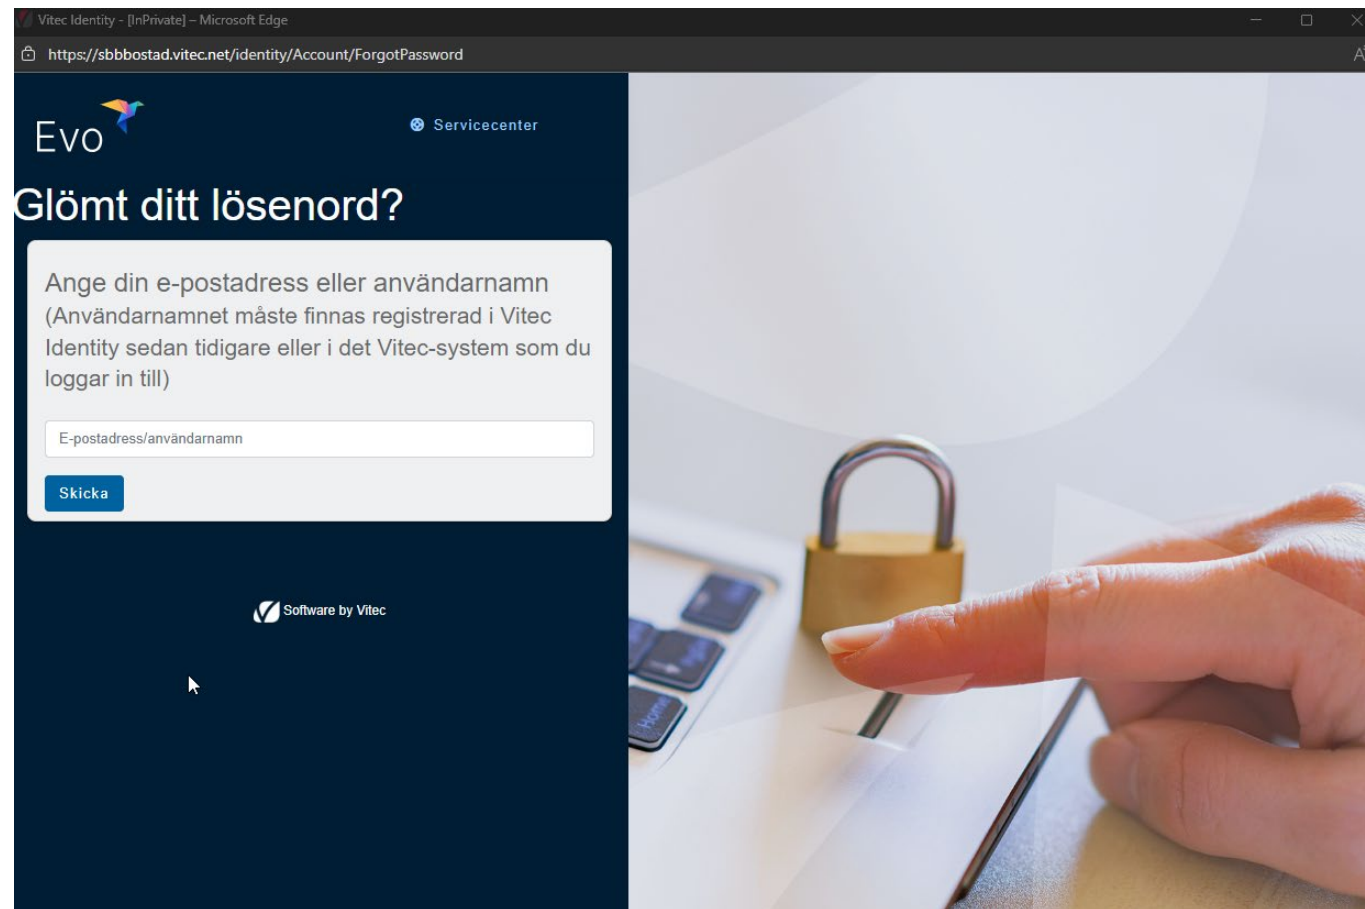 Vitec Identity - [InPrivate] – Microsoft Edge
https://sbbbostad.vitec.net/identity/Account/ForgotPassword
Evo
Servicecenter
Glömt ditt lösenord?
Ange din e-postadress eller användarnamn
(Användarnamnet måste finnas registrerad i Vitec
Identity sedan tidigare eller i det Vitec-system som du
loggar in till)
E-postadress/användarnamn
Skicka
Software by Vitec
Home